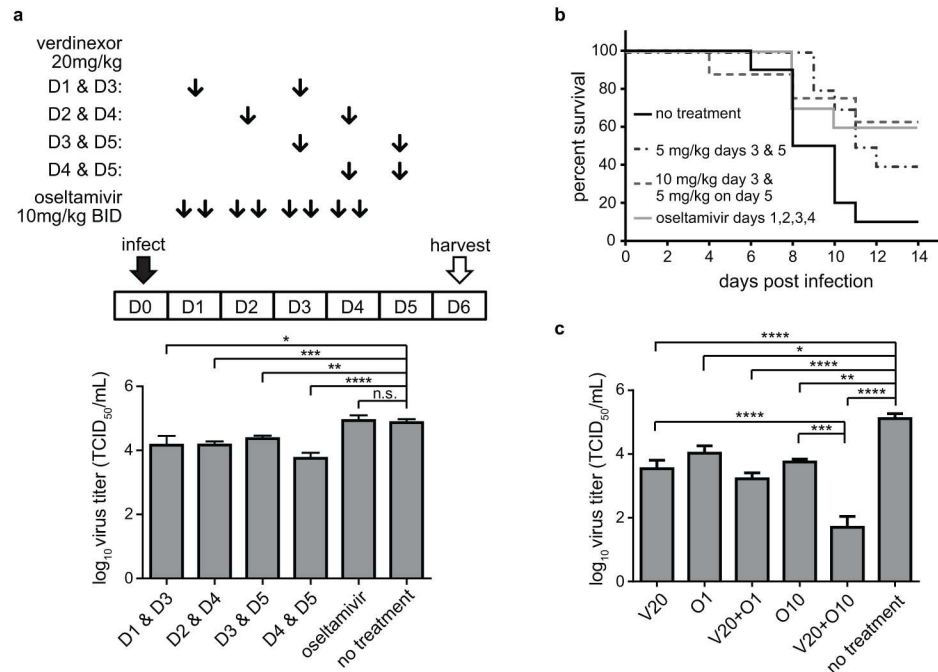 a
verdinexor
20mg/kg
D1 & D3:
D2 & D4:
D3 & D5:
D4 & D5:
oseltamivir
10mg/kg BID
infect
harvest
D0 D1 D2 D3 D4 D5 D6
*
***
**
****
n.s.
log10 virus titer (TCID50/mL)
6
4
2
0
D1 & D3
D2 & D4
D3 & D5
D4 & D5
oseltamivir
no treatment
b
percent survival
100
80
60
40
20
0
no treatment
5 mg/kg days 3 & 5
10 mg/kg day 3 &
5 mg/kg on day 5
oseltamivir days 1,2,3,4
0 2 4 6 8 10 12 14
days post infection
c
****
*
****
**
****
****
***
log10 virus titer (TCID50/mL)
6
4
2
0
V20
O1
V20+O1
O10
V20+O10
no treatment